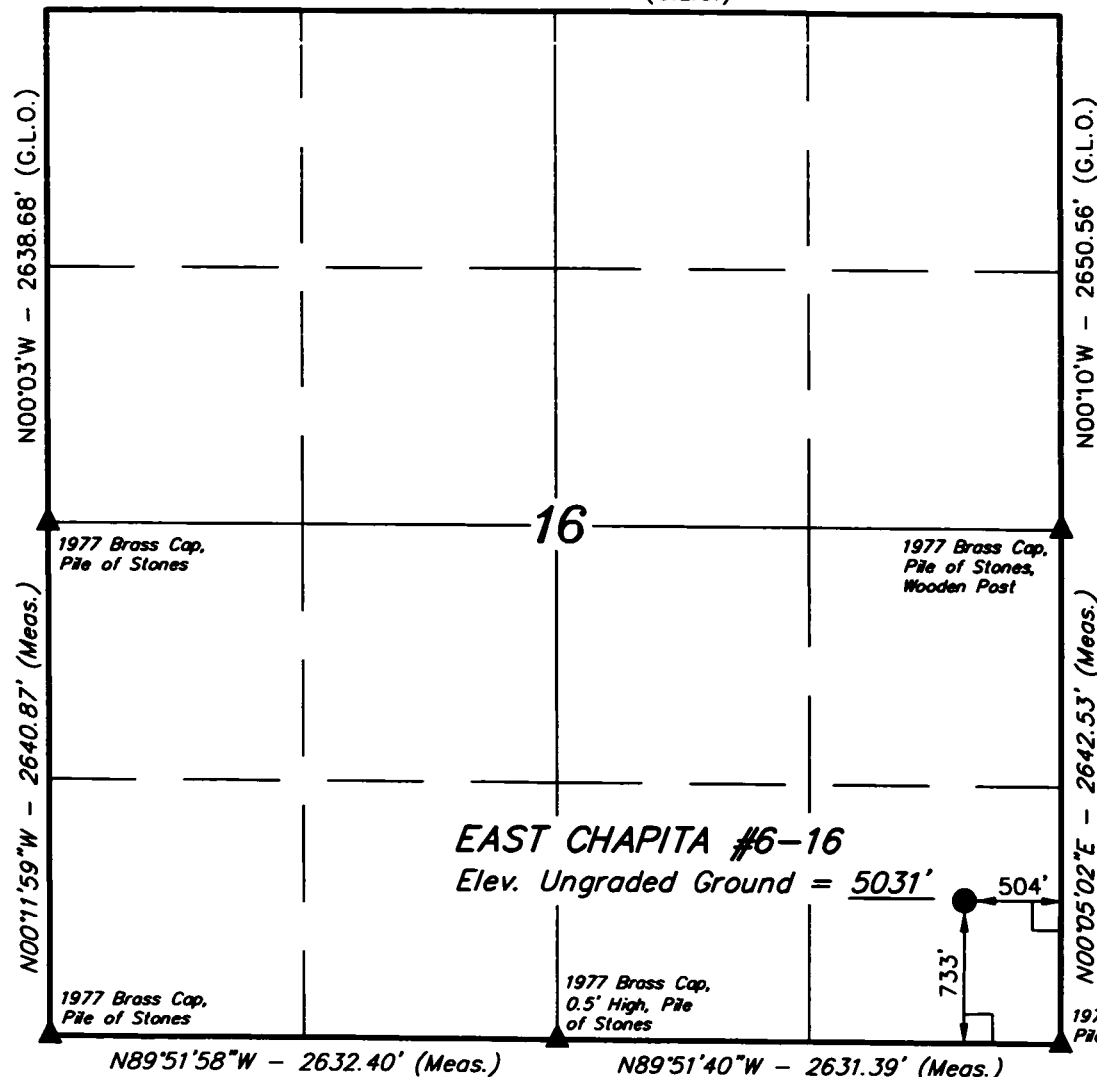 N00°03'W - 2638.68' (G.L.O.)
N00°10'W - 2650.56' (G.L.O.)
16
1977 Brass Cap,
Pile of Stones
1977 Brass Cap,
Pile of Stones,
Wooden Post
N00°11'59"W - 2640.87' (Meas.)
N00°05'02"E - 2642.53' (Meas.)
EAST CHAPITA #6-16
Elev. Ungraded Ground = 5031'
504'
733'
1977 Brass Cap,
Pile of Stones
1977 Brass Cap,
0.5' High, Pile
of Stones
197
Pile
N89°51'58"W - 2632.40' (Meas.)
N89°51'40"W - 2631.39' (Meas.)